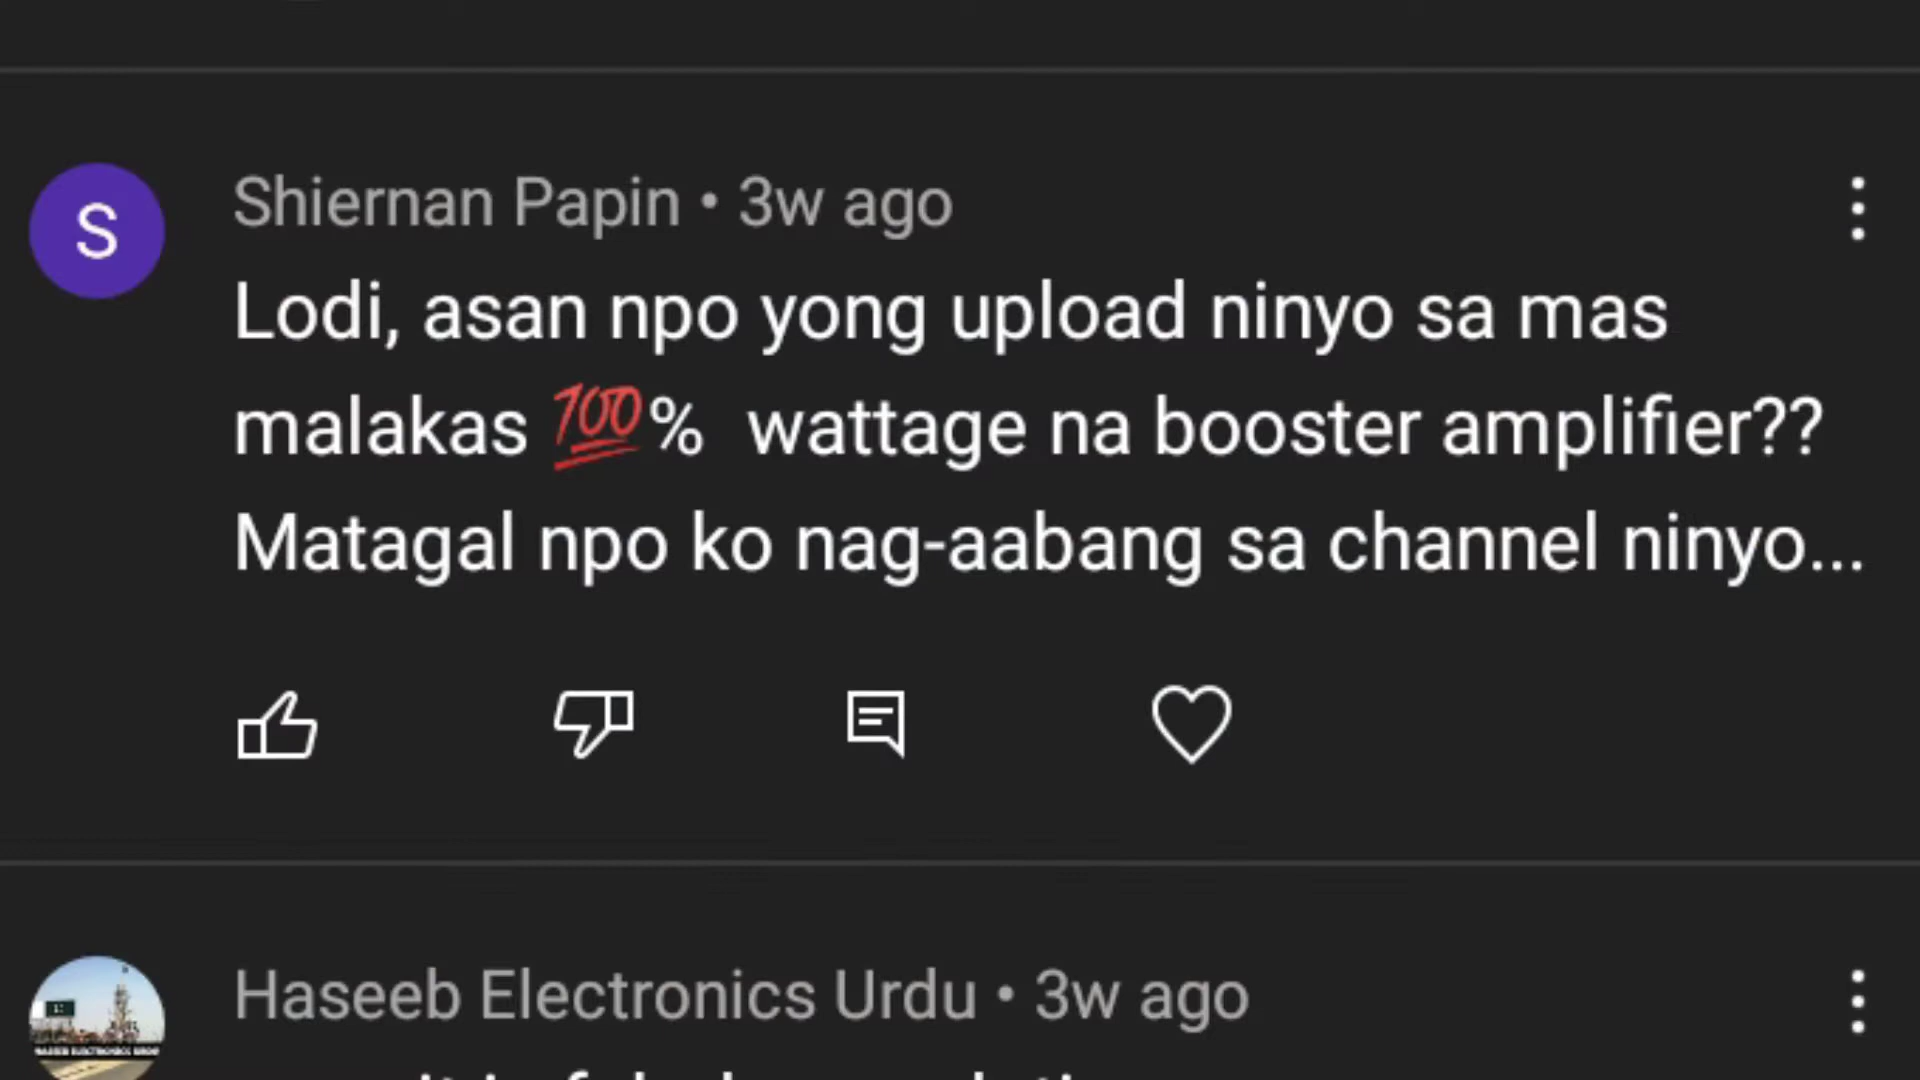 S
Shiernan Papin • 3w ago
Lodi, asan npo yong upload ninyo sa mas
malakas 💯% wattage na booster amplifier??
Matagal npo ko nag-aabang sa channel ninyo...
Haseeb Electronics Urdu • 3w ago